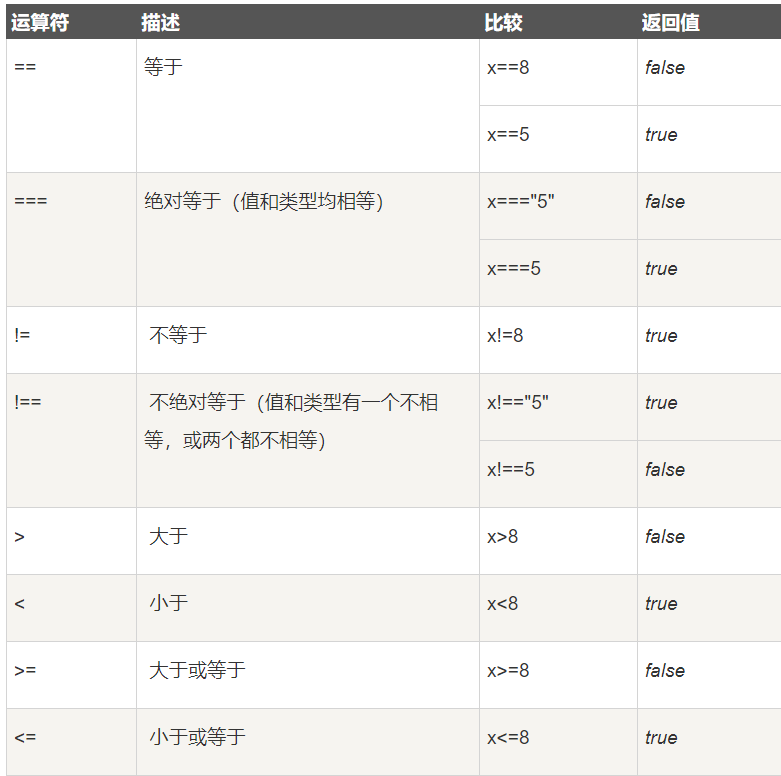 运算符 描述 比较 返回值
== 等于 x==8 false
x==5 true
=== 绝对等于（值和类型均相等） x==="5" false
x===5 true
!= 不等于 x!=8 true
!== 不绝对等于（值和类型有一个不相 x!=="5" true
等，或两个都不相等）
x!==5 false
> 大于 x>8 false
< 小于 x<8 true
>= 大于或等于 x>=8 false
<= 小于或等于 x<=8 true